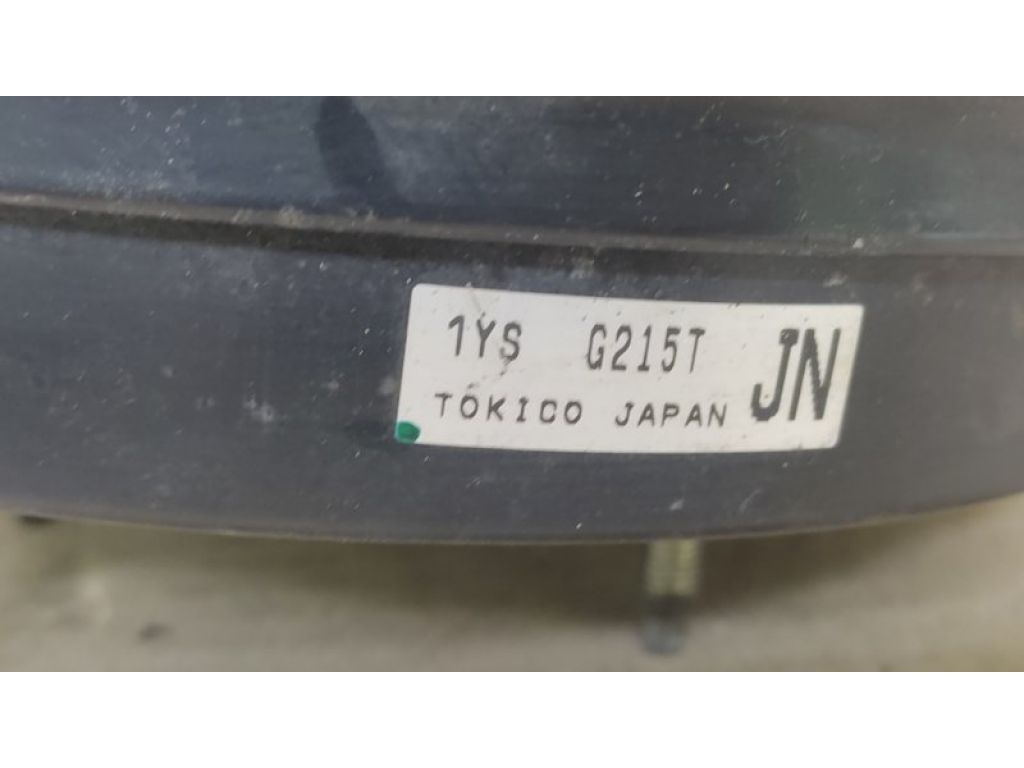 1YS G215T JN
TOKICO JAPAN